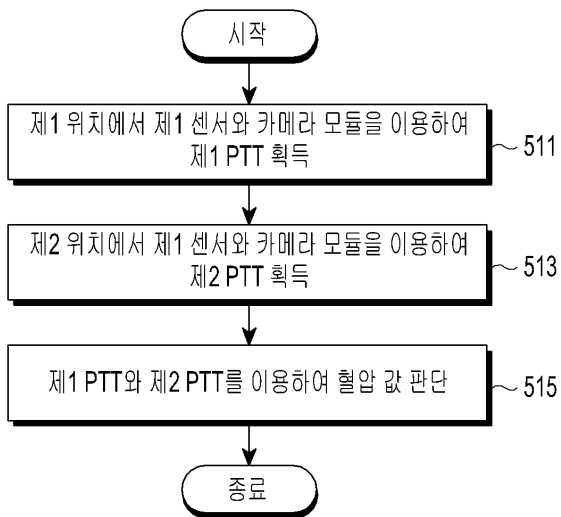 시작
제1 위치에서 제1 센서와 카메라 모듈을 이용하여
제1 PTT 획득
511
제2 위치에서 제1 센서와 카메라 모듈을 이용하여
제2 PTT 획득
513
제1 PTT와 제2 PTT를 이용하여 혈압 값 판단
515
종료